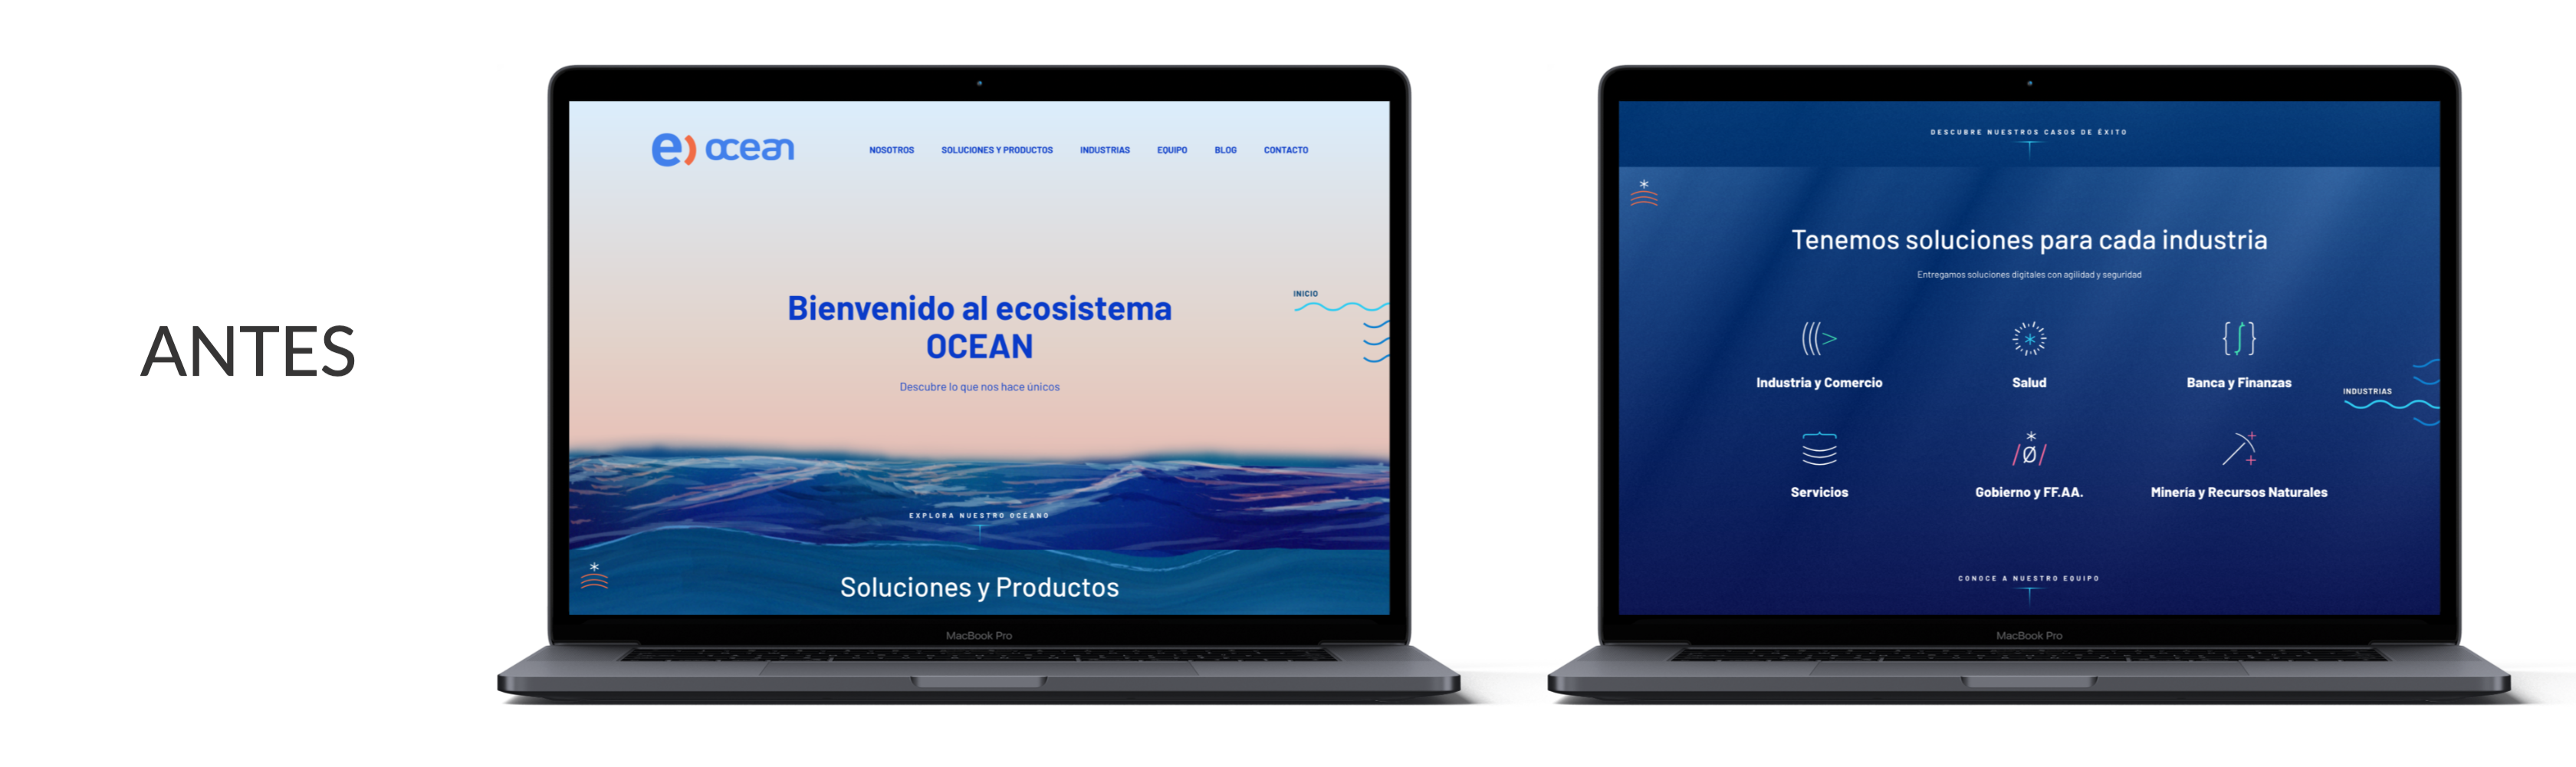 ANTES
e) ocean
NOSOTROS SOLUCIONES Y PRODUCTOS INDUSTRIAS EQUIPO BLOG CONTACTO
Bienvenido al ecosistema
OCEAN
Descubre lo que nos hace únicos
INICIO
EXPLORA NUESTRO OCÉANO
Soluciones y Productos
MacBook Pro
DESCUBRE NUESTROS CASOS DE ÉXITO
Tenemos soluciones para cada industria
Entregamos soluciones digitales con agilidad y seguridad
Industria y Comercio
Salud
Banca y Finanzas
INDUSTRIAS
Servicios
Gobierno y FF.AA.
Minería y Recursos Naturales
CONOCE A NUESTRO EQUIPO
MacBook Pro